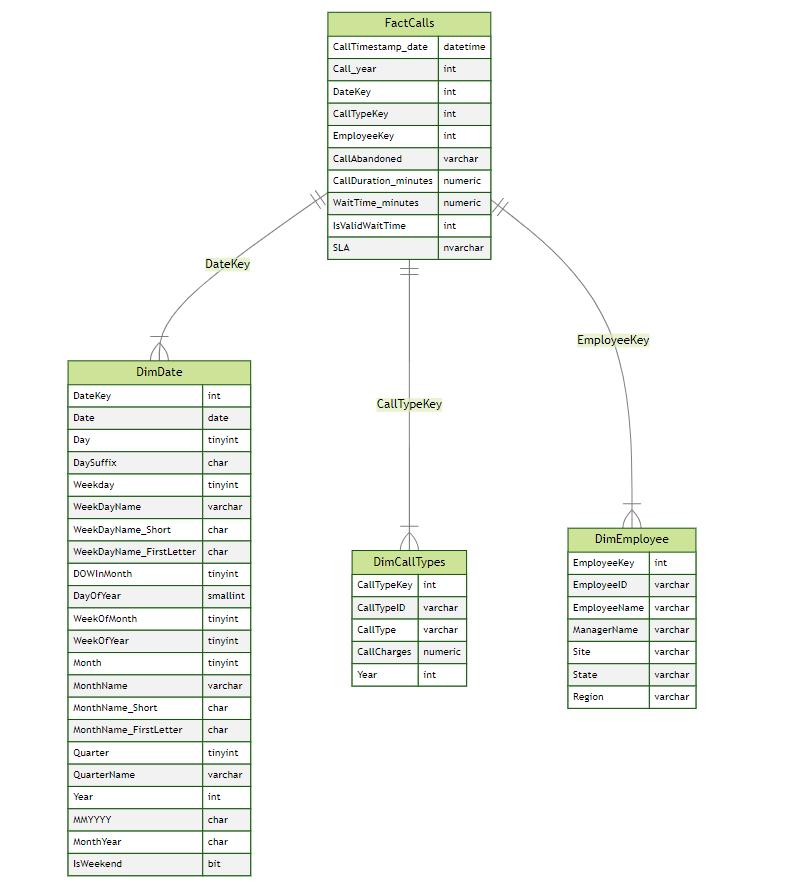 FactCalls
CallTimestamp_date datetime
Call_year int
DateKey int
CallTypeKey int
EmployeeKey int
CallAbandoned varchar
CallDuration_minutes numeric
WaitTime_minutes numeric
IsValidWaitTime int
SLA nvarchar
DateKey
CallTypeKey
EmployeeKey
DimDate
DateKey int
Date date
Day tinyint
DaySuffix char
Weekday tinyint
WeekDayName varchar
WeekDayName_Short char
WeekDayName_FirstLetter char
DOWInMonth tinyint
DayOfYear smallint
WeekOfMonth tinyint
WeekOfYear tinyint
Month tinyint
MonthName varchar
MonthName_Short char
MonthName_FirstLetter char
Quarter tinyint
QuarterName varchar
Year int
MMYYYY char
MonthYear char
IsWeekend bit
DimCallTypes
CallTypeKey int
CallTypeID varchar
CallType varchar
CallCharges numeric
Year int
DimEmployee
EmployeeKey int
EmployeeID varchar
EmployeeName varchar
ManagerName varchar
Site varchar
State varchar
Region varchar